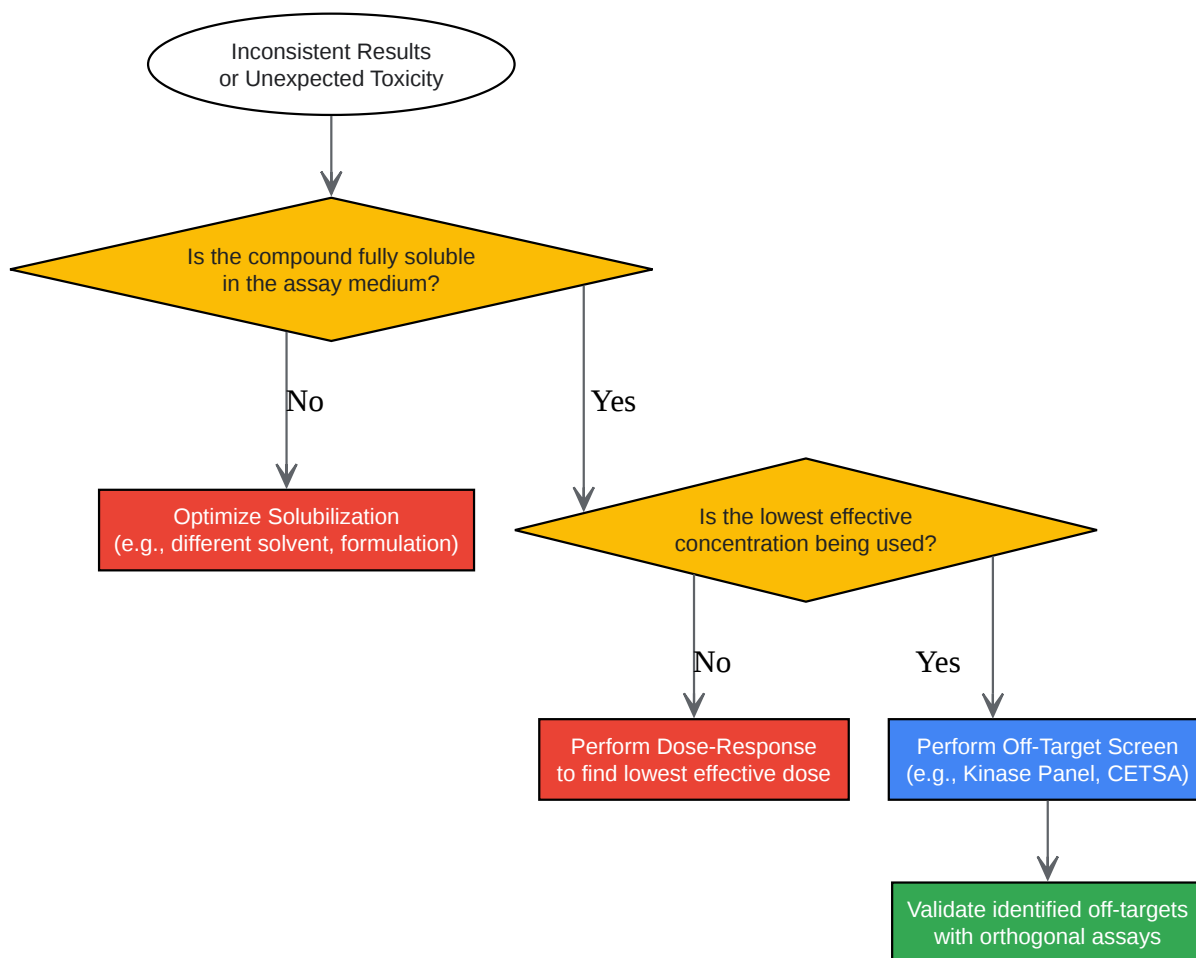 Inconsistent Results
or Unexpected Toxicity
Is the compound fully soluble
in the assay medium?
No
Yes
Optimize Solubilization
(e.g., different solvent, formulation)
Is the lowest effective
concentration being used?
No
Yes
Perform Dose-Response
to find lowest effective dose
Perform Off-Target Screen
(e.g., Kinase Panel, CETSA)
Validate identified off-targets
with orthogonal assays